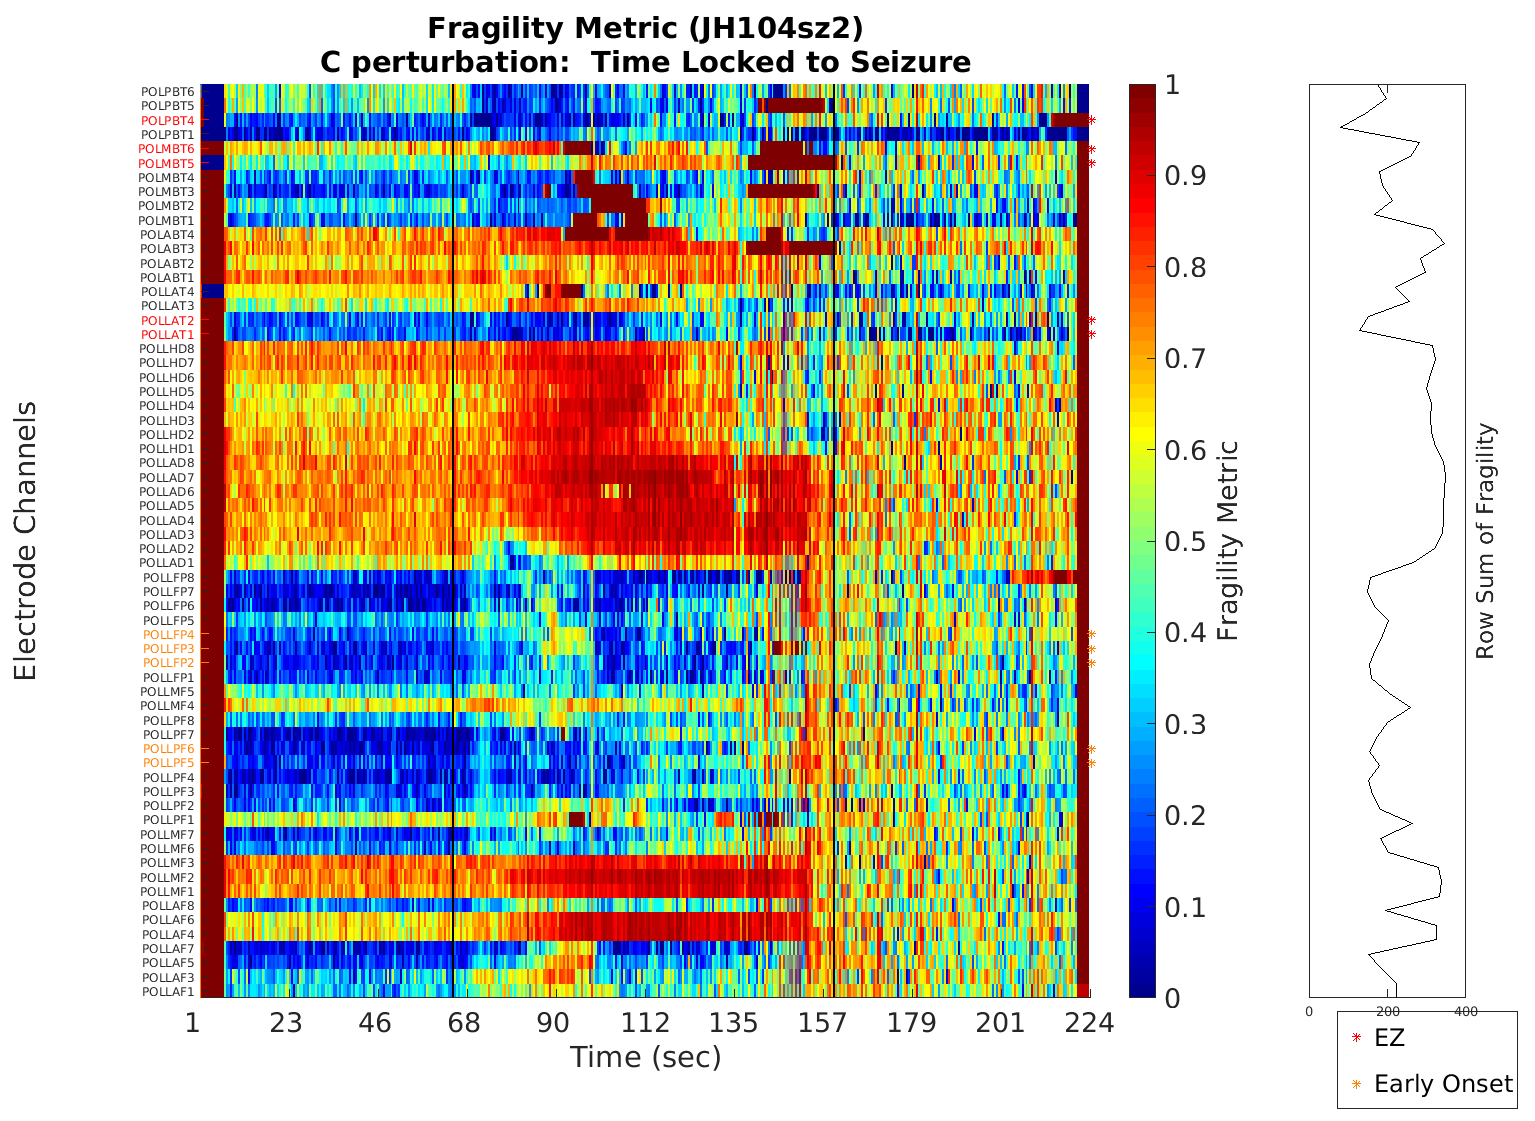 Fragility Metric (JH104sz2)
C perturbation:  Time Locked to Seizure
Electrode Channels
POLPBT6
POLPBT5
POLPBT4
POLPBT1
POLMBT6
POLMBT5
POLMBT4
POLMBT3
POLMBT2
POLMBT1
POLABT4
POLABT3
POLABT2
POLABT1
POLLAT4
POLLAT3
POLLAT2
POLLAT1
POLLHD8
POLLHD7
POLLHD6
POLLHD5
POLLHD4
POLLHD3
POLLHD2
POLLHD1
POLLAD8
POLLAD7
POLLAD6
POLLAD5
POLLAD4
POLLAD3
POLLAD2
POLLAD1
POLLFP8
POLLFP7
POLLFP6
POLLFP5
POLLFP4
POLLFP3
POLLFP2
POLLFP1
POLLMF5
POLLMF4
POLLPF8
POLLPF7
POLLPF6
POLLPF5
POLLPF4
POLLPF3
POLLPF2
POLLPF1
POLLMF7
POLLMF6
POLLMF3
POLLMF2
POLLMF1
POLLAF8
POLLAF6
POLLAF4
POLLAF7
POLLAF5
POLLAF3
POLLAF1
1 23 46 68 90 112 135 157 179 201 224
Time (sec)
1
0.9
0.8
0.7
0.6
0.5
0.4
0.3
0.2
0.1
0
Fragility Metric
0 200 400
Row Sum of Fragility
EZ
Early Onset